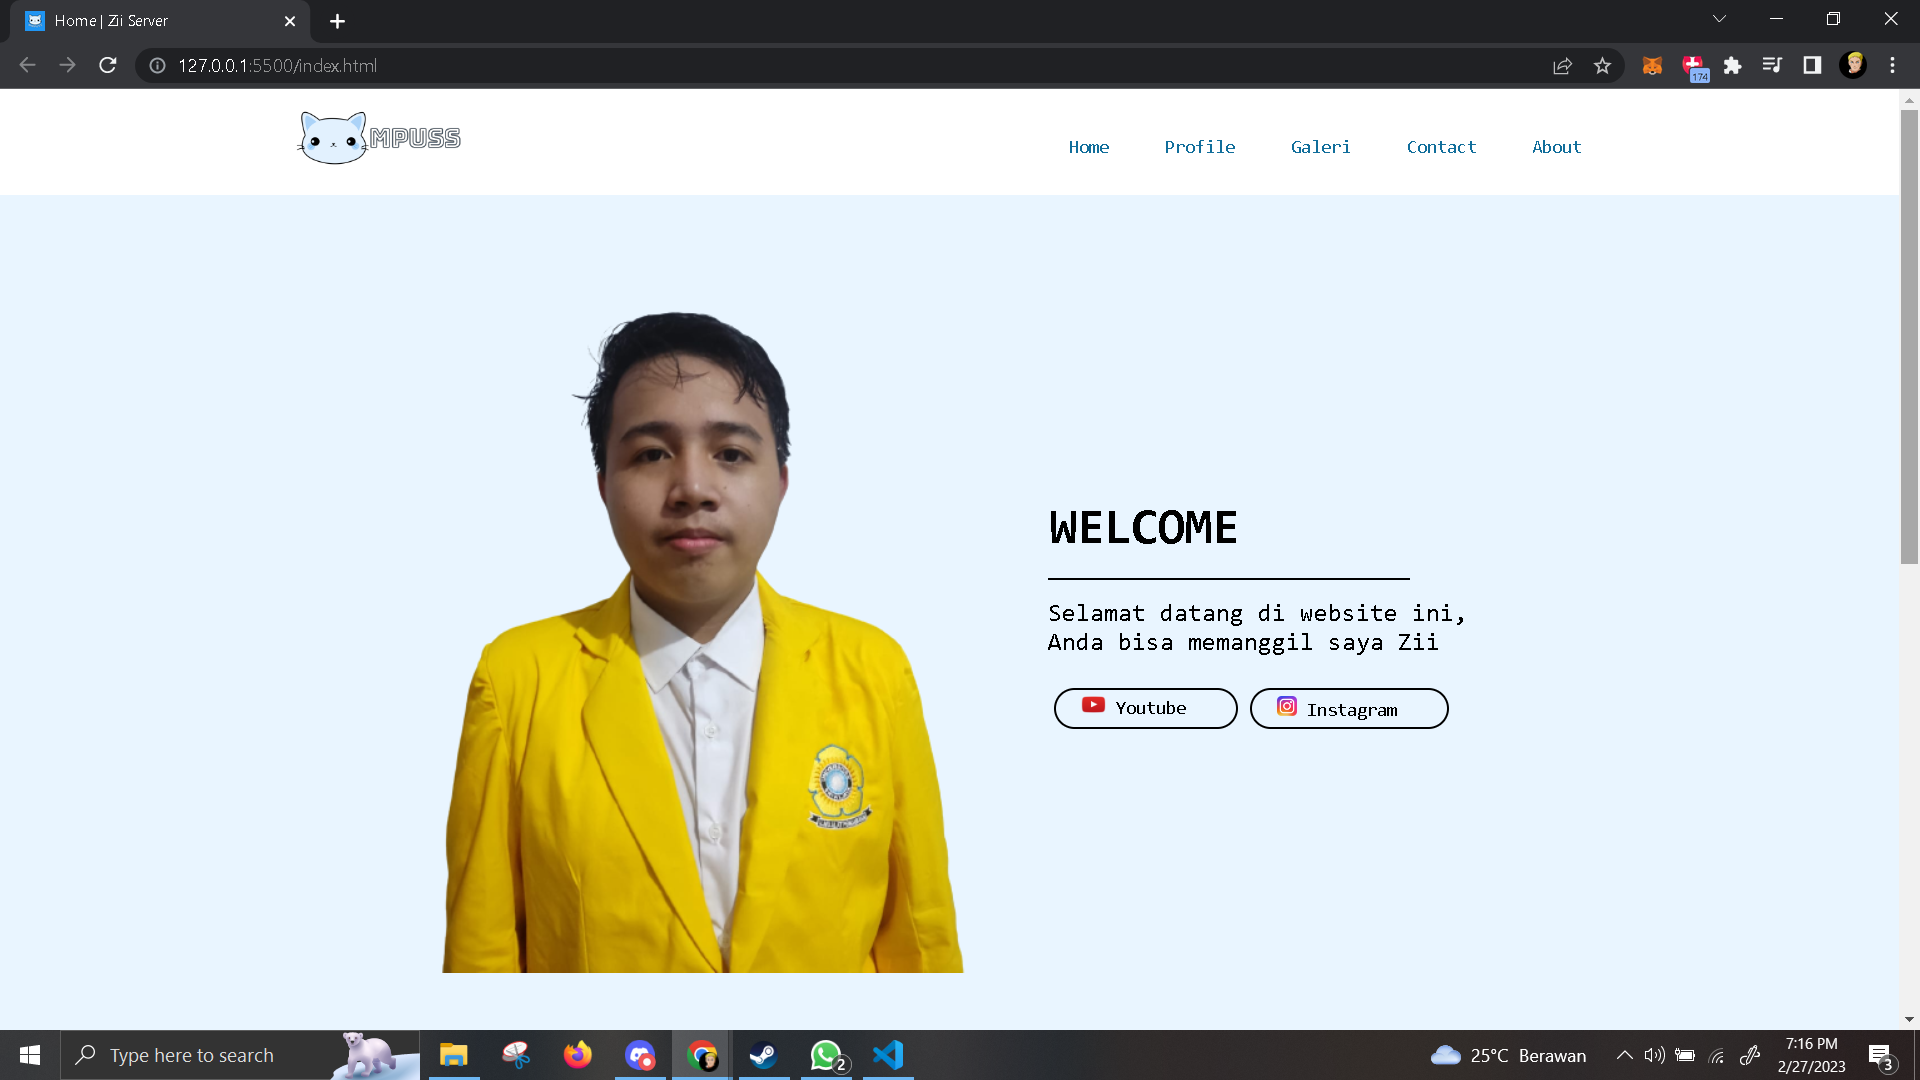 Home | Zii Server
127.0.0.1:5500/index.html
174
MPUSS
Home Profile Galeri Contact About
WELCOME
Selamat datang di website ini,
Anda bisa memanggil saya Zii
Youtube Instagram
Type here to search
2
25°C Berawan
7:16 PM
2/27/2023
3